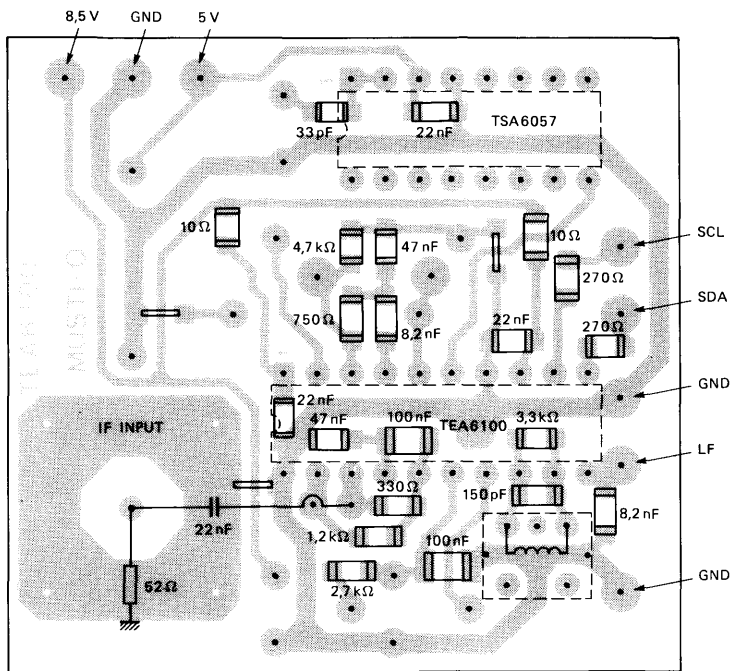 8,5 V
GND
5 V
TSA6057
33 pF
22 nF
10 Ω
4,7 kΩ
47 nF
10 Ω
SCL
270 Ω
SDA
750 Ω
8,2 nF
22 nF
270 Ω
GND
22 nF
IF INPUT
47 nF
100 nF
TEA6100
3,3 kΩ
LF
330 Ω
150 pF
22 nF
8,2 nF
1,2 kΩ
100 nF
62 Ω
2,7 kΩ
GND